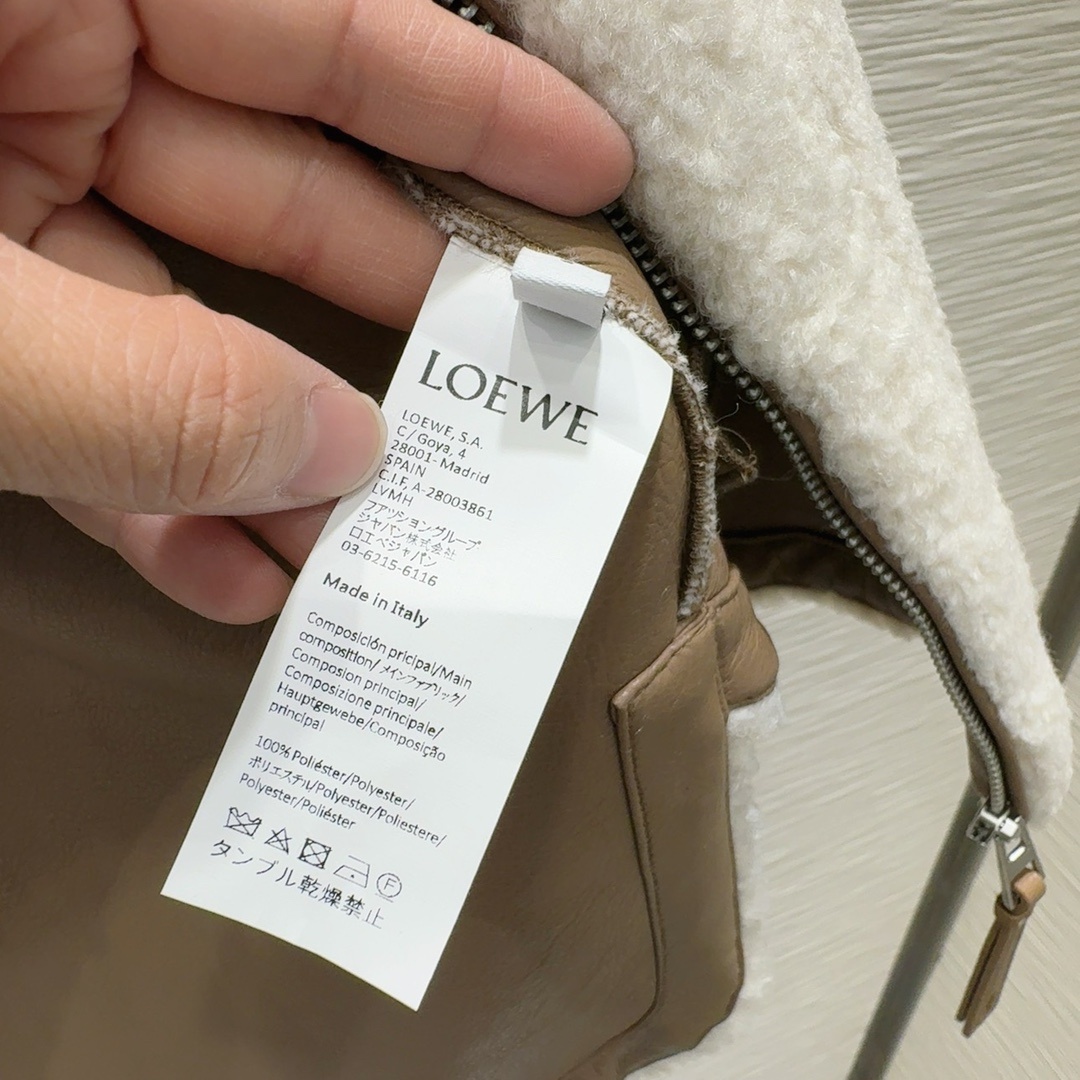 LOEWE
LOEWE, S.A.
C/Goya, 4
28001- Madrid
SPAIN
C.I.F, A-28003861
LVMH
ファッショングループ
ジャパン株式会社
ロエベジャパン
03-6215-6116
Made in Italy
Composición pricipal/Main
composition/メインファブリック/
Composion principal/
Composizione principale/
Hauptgewebe/Composição
principal
100% Poliéster/Polyester/
ポリエステル/Polyester/Poliestere/
Polyester/Poliéster
F
タンブル乾燥禁止